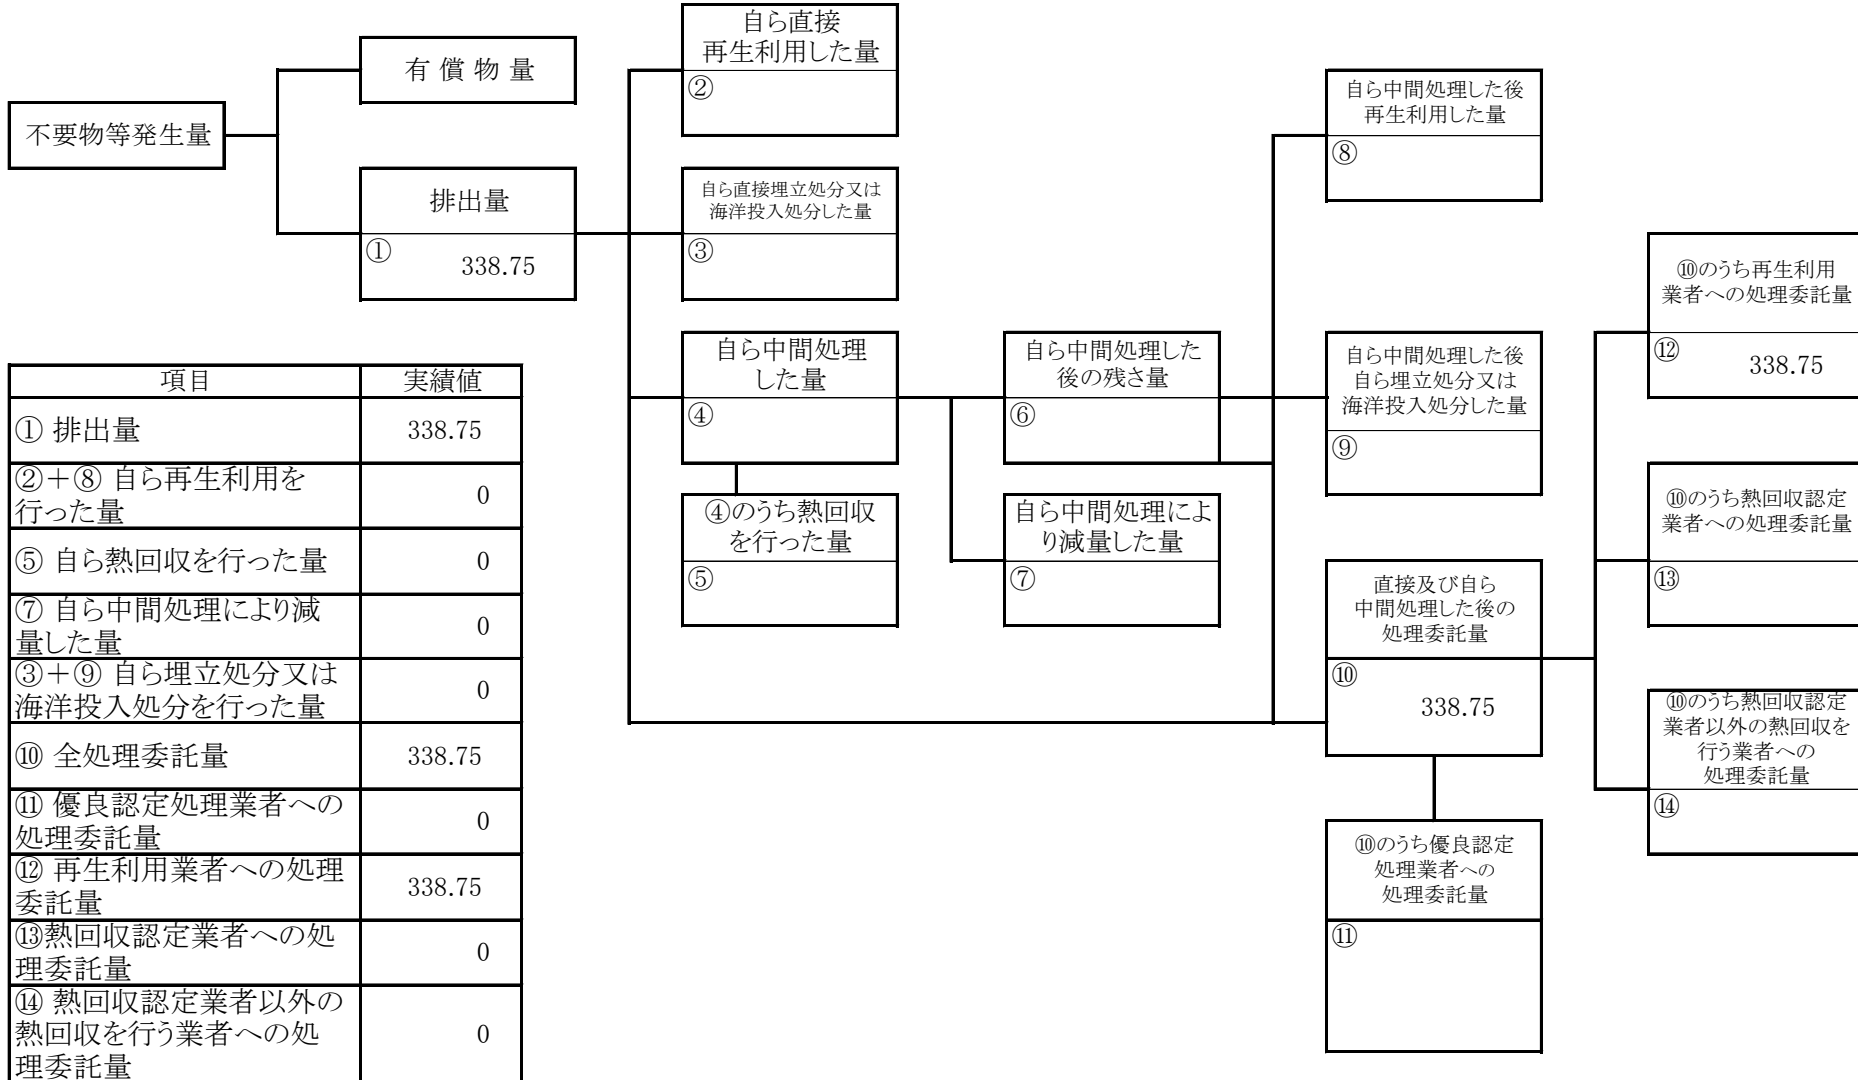 不要物等発生量
有 償 物 量
排出量
①
338.75
自ら直接
再生利用した量
②
自ら直接埋立処分又は
海洋投入処分した量
③
自ら中間処理
した量
④
④のうち熱回収
を行った量
⑤
自ら中間処理した
後の残さ量
⑥
自ら中間処理によ
り減量した量
⑦
自ら中間処理した後
再生利用した量
⑧
自ら中間処理した後
自ら埋立処分又は
海洋投入処分した量
⑨
直接及び自ら
中間処理した後の
処理委託量
⑩
338.75
⑩のうち優良認定
処理業者への
処理委託量
⑪
⑩のうち再生利用
業者への処理委託量
⑫
338.75
⑩のうち熱回収認定
業者への処理委託量
⑬
⑩のうち熱回収認定
業者以外の熱回収を
行う業者への
処理委託量
⑭
項目 実績値
① 排出量 338.75
②＋⑧ 自ら再生利用を
行った量 0
⑤ 自ら熱回収を行った量 0
⑦ 自ら中間処理により減
量した量 0
③＋⑨ 自ら埋立処分又は
海洋投入処分を行った量 0
⑩ 全処理委託量 338.75
⑪ 優良認定処理業者への
処理委託量 0
⑫ 再生利用業者への処理
委託量 338.75
⑬熱回収認定業者への処
理委託量 0
⑭ 熱回収認定業者以外の
熱回収を行う業者への処
理委託量 0